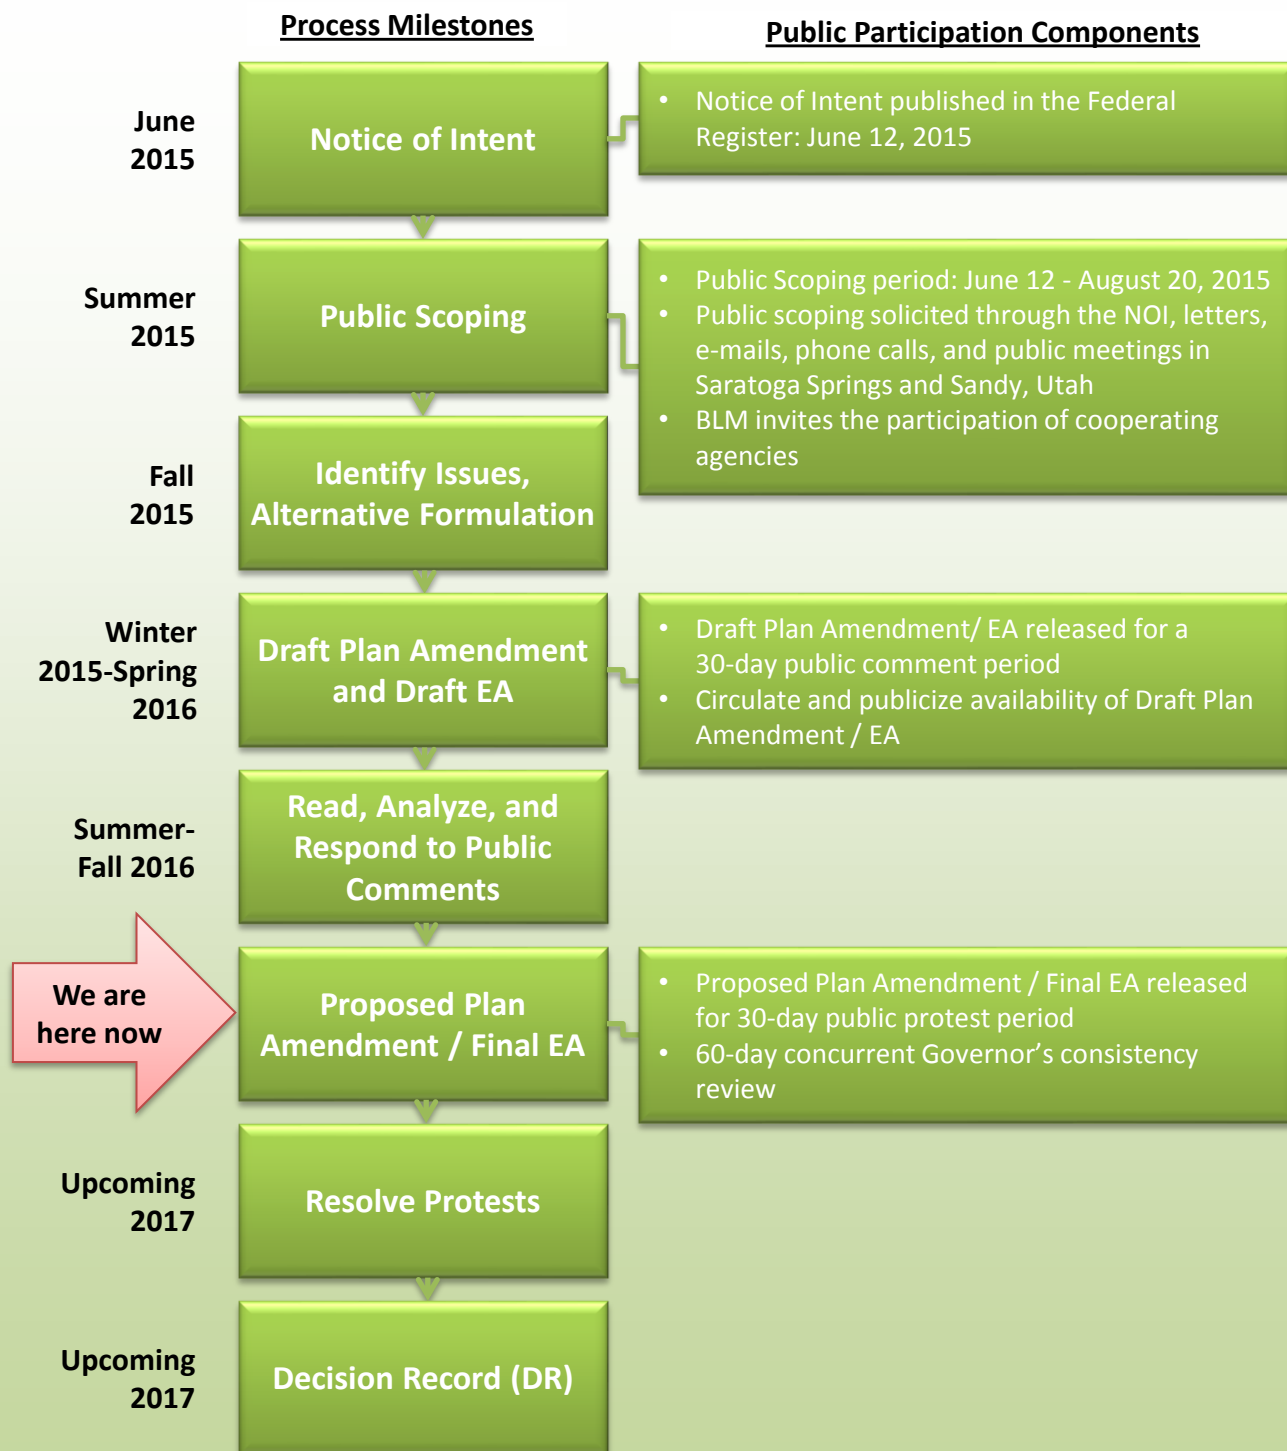 Process Milestones
Public Participation Components
June
2015
Notice of Intent
• Notice of Intent published in the Federal
Register: June 12, 2015
Summer
2015
Public Scoping
• Public Scoping period: June 12 - August 20, 2015
• Public scoping solicited through the NOI, letters,
e-mails, phone calls, and public meetings in
Saratoga Springs and Sandy, Utah
• BLM invites the participation of cooperating
agencies
Fall
2015
Identify Issues,
Alternative Formulation
Winter
2015-Spring
2016
Draft Plan Amendment
and Draft EA
• Draft Plan Amendment/ EA released for a
30-day public comment period
• Circulate and publicize availability of Draft Plan
Amendment / EA
Summer-
Fall 2016
Read, Analyze, and
Respond to Public
Comments
We are
here now
Proposed Plan
Amendment / Final EA
• Proposed Plan Amendment / Final EA released
for 30-day public protest period
• 60-day concurrent Governor’s consistency
review
Upcoming
2017
Resolve Protests
Upcoming
2017
Decision Record (DR)